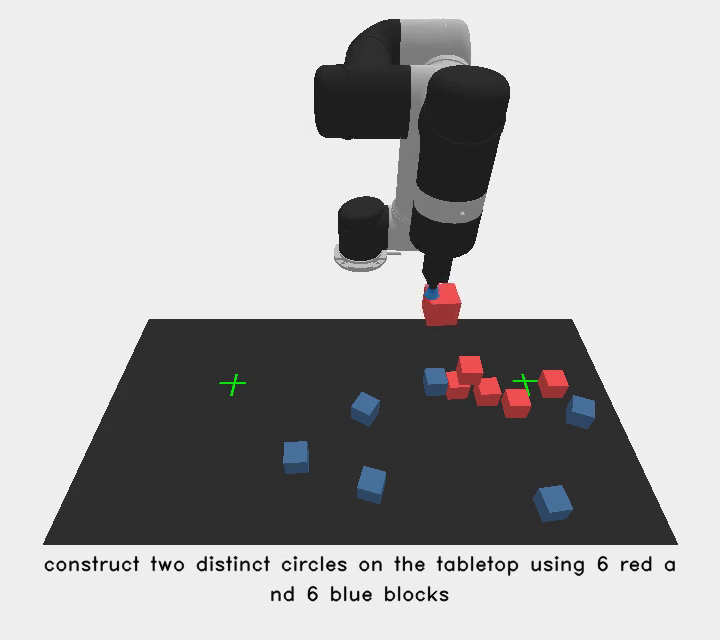 construct two distinct circles on the tabletop using 6 red a
nd 6 blue blocks